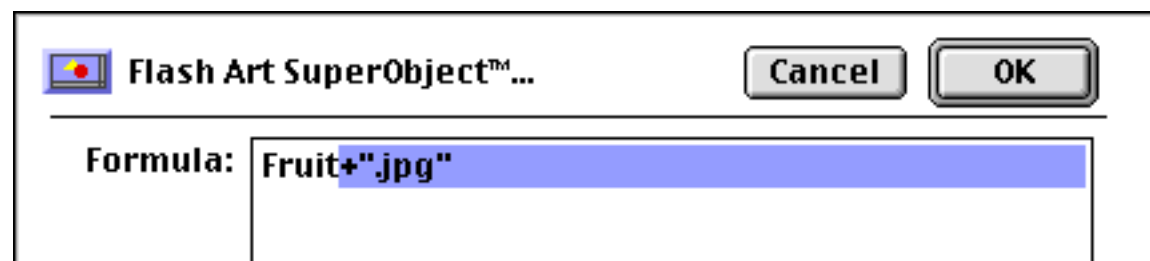 Flash Art SuperObject™...
Cancel
OK
Formula:
Fruit+".jpg"